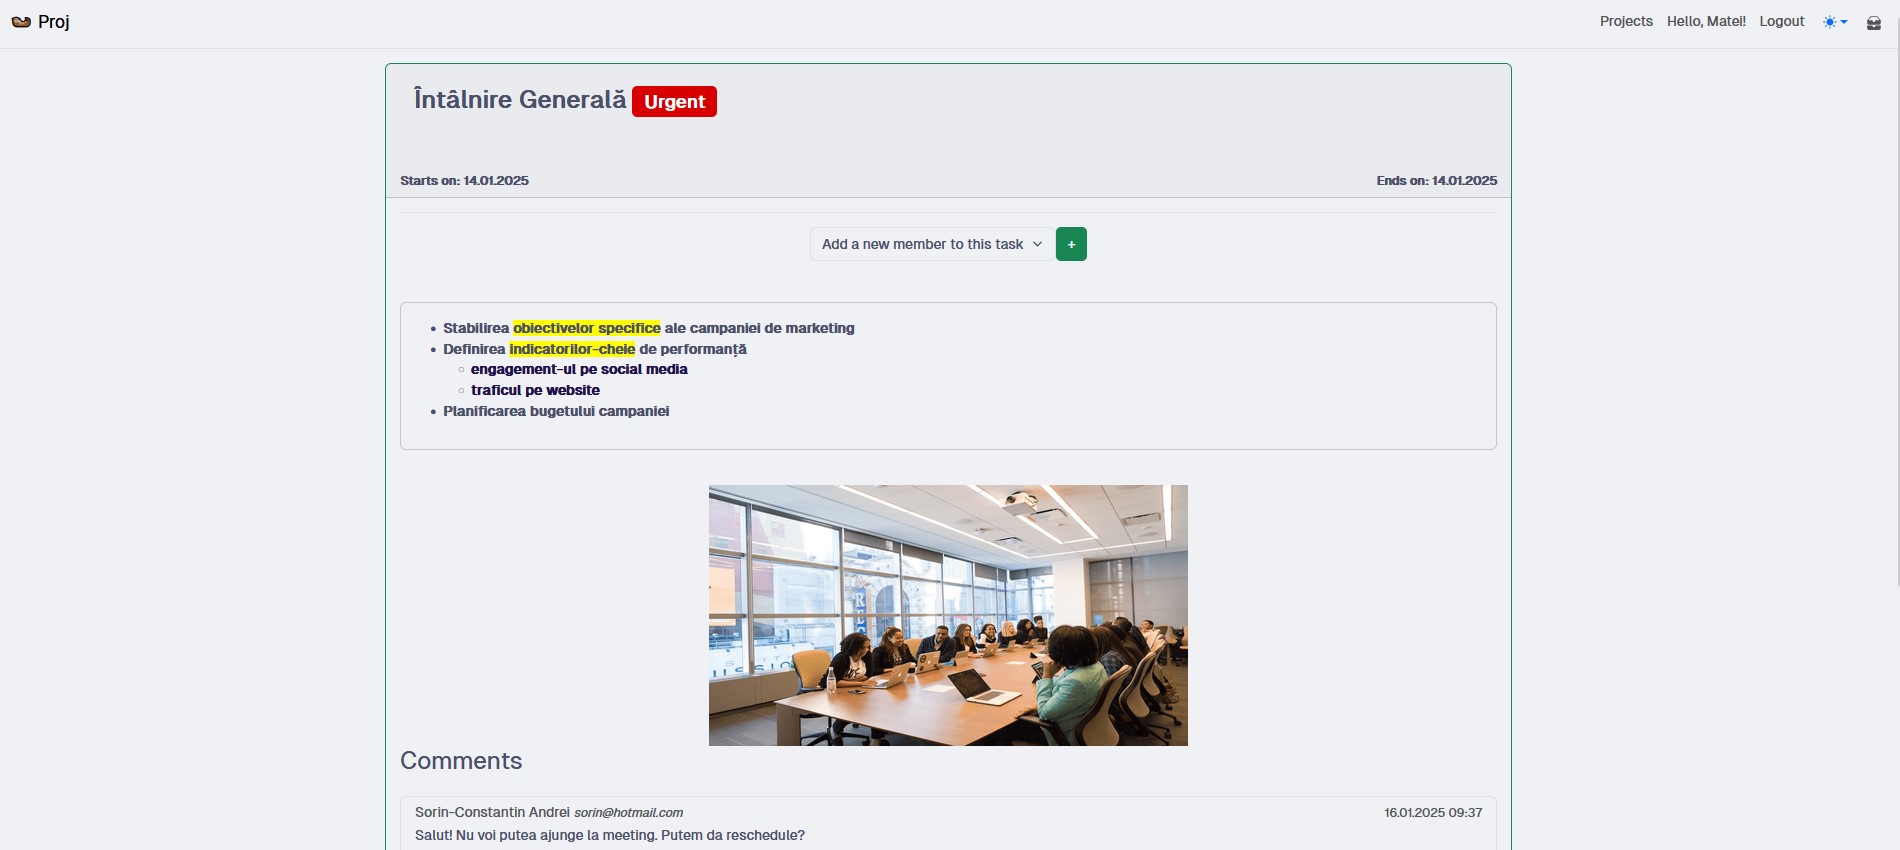 Proj
Projects Hello, Matei! Logout
Întâlnire Generală Urgent
Starts on: 14.01.2025 Ends on: 14.01.2025
Add a new member to this task +
Stabilirea obiectivelor specifice ale campaniei de marketing
Definirea indicatorilor-cheie de performanță
engagement-ul pe social media
traficul pe website
Planificarea bugetului campaniei
Comments
Sorin-Constantin Andrei sorin@hotmail.com 16.01.2025 09:37
Salut! Nu voi putea ajunge la meeting. Putem da reschedule?